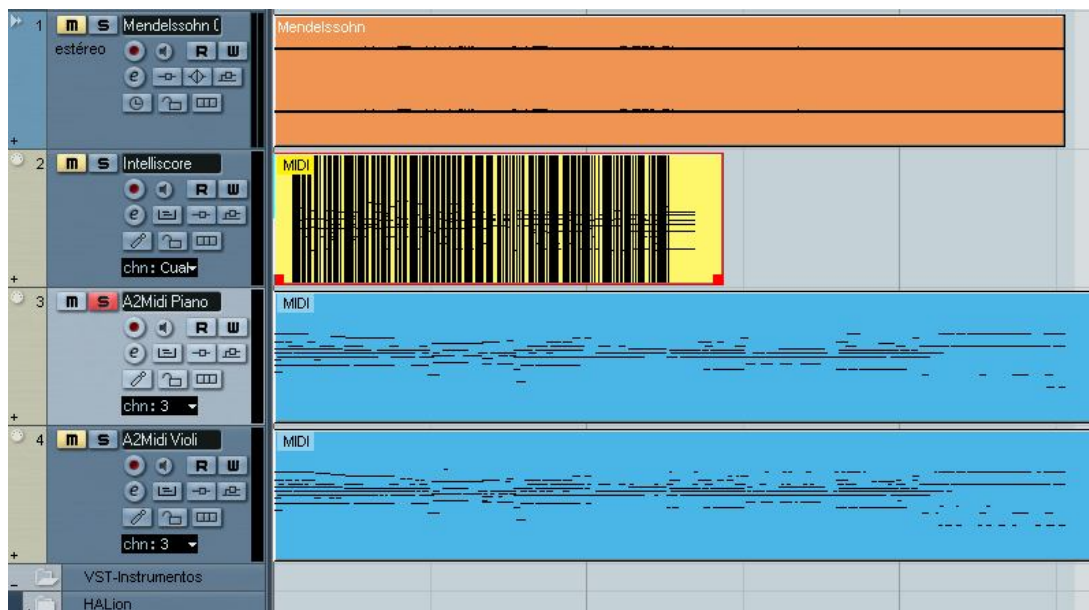 1 m S Mendelssohn (
Mendelssohn
estéreo R W
e
+
2 m S Intelliscore
MIDI
R W
e
chn: Cual
+
3 m S A2Midi Piano
MIDI
R W
e
chn: 3
+
4 m S A2Midi Violi
MIDI
R W
e
chn: 3
+
VST-Instrumentos
HALion